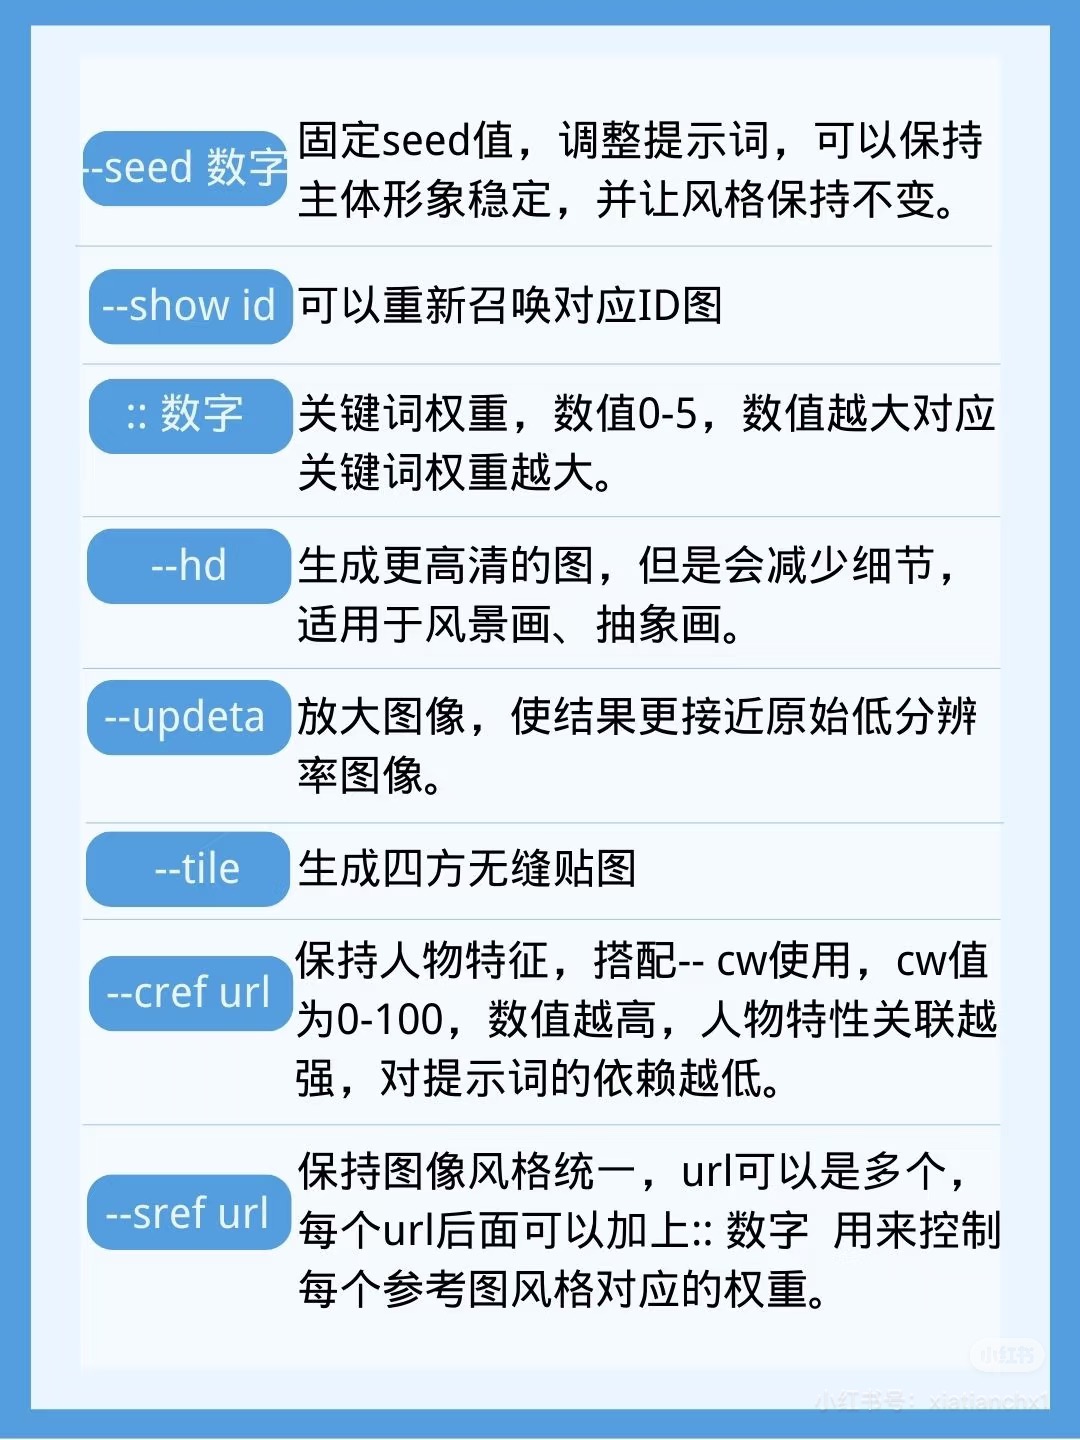 --seed 数字
固定seed值，调整提示词，可以保持
主体形象稳定，并让风格保持不变。
--show id
可以重新召唤对应ID图
:: 数字
关键词权重，数值0-5，数值越大对应
关键词权重越大。
--hd
生成更高清的图，但是会减少细节，
适用于风景画、抽象画。
--updeta
放大图像，使结果更接近原始低分辨
率图像。
--tile
生成四方无缝贴图
--cref url
保持人物特征，搭配-- cw使用，cw值
为0-100，数值越高，人物特性关联越
强，对提示词的依赖越低。
--sref url
保持图像风格统一，url可以是多个，
每个url后面可以加上:: 数字 用来控制
每个参考图风格对应的权重。
小红书
小红书号：xiatianchx1